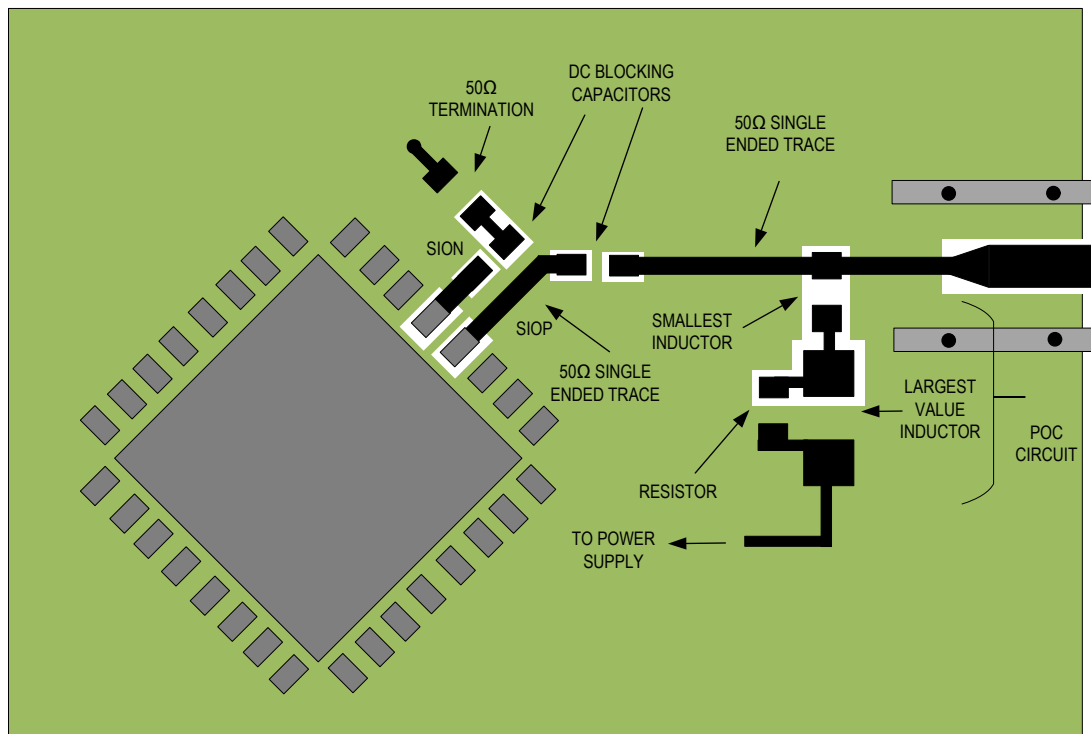 DC BLOCKING
CAPACITORS
50Ω
TERMINATION
50Ω SINGLE
ENDED TRACE
SION
SIOP
SMALLEST
INDUCTOR
50Ω SINGLE
ENDED TRACE
LARGEST
VALUE
INDUCTOR
POC
CIRCUIT
RESISTOR
TO POWER
SUPPLY